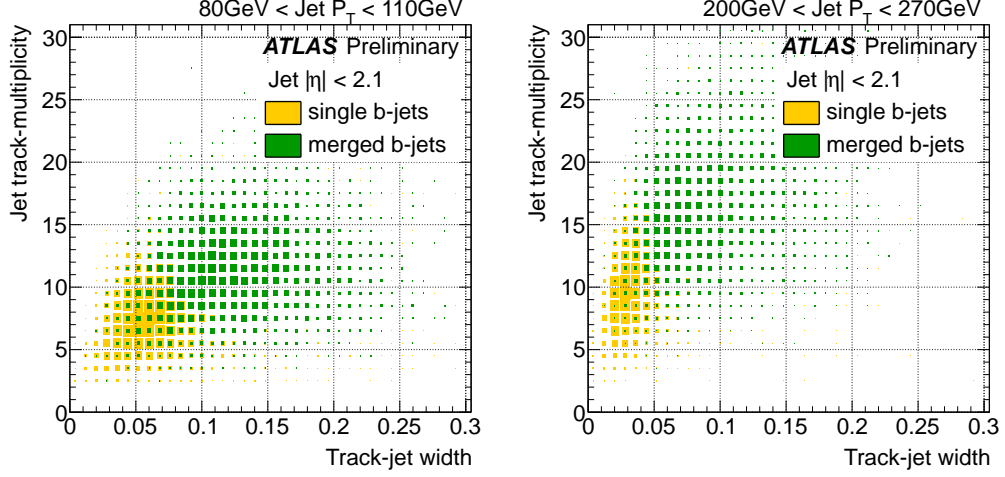 80GeV < Jet P_T < 110GeV
Jet track-multiplicity
30
25
20
15
10
5
0
ATLAS Preliminary
Jet |η| < 2.1
single b-jets
merged b-jets
0 0.05 0.1 0.15 0.2 0.25 0.3
Track-jet width
200GeV < Jet P_T < 270GeV
Jet track-multiplicity
30
25
20
15
10
5
0
ATLAS Preliminary
Jet |η| < 2.1
single b-jets
merged b-jets
0 0.05 0.1 0.15 0.2 0.25 0.3
Track-jet width